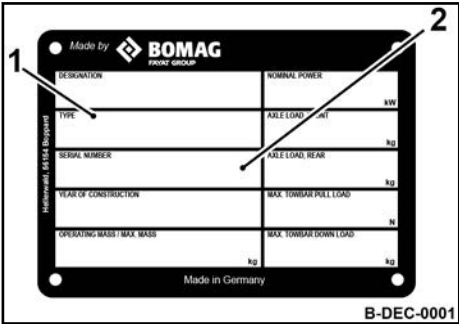 2
1
Made by BOMAG
FAYAT GROUP
DESIGNATION
NOMINAL POWER
kW
TYPE
AXLE LOAD, FRONT
kg
SERIAL NUMBER
AXLE LOAD, REAR
kg
YEAR OF CONSTRUCTION
MAX. TOWBAR PULL LOAD
N
OPERATING MASS / MAX. MASS
kg
MAX. TOWBAR DOWN LOAD
kg
Hellerwald, 56154 Boppard
Made in Germany
B-DEC-0001